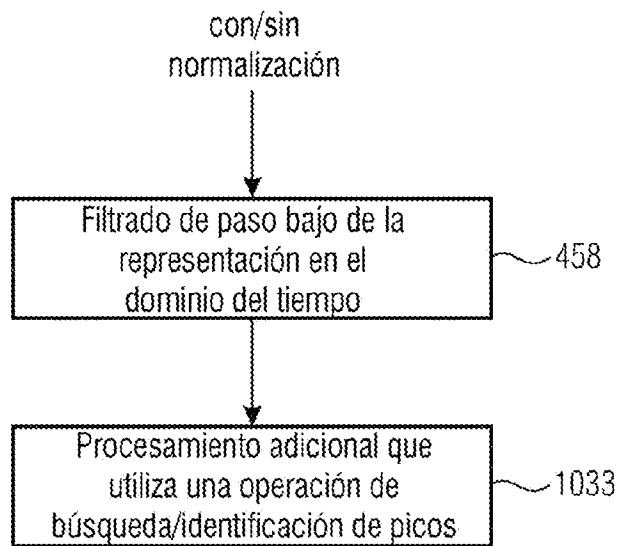 con/sin
normalización
Filtrado de paso bajo de la
representación en el
dominio del tiempo
458
Procesamiento adicional que
utiliza una operación de
búsqueda/identificación de picos
1033